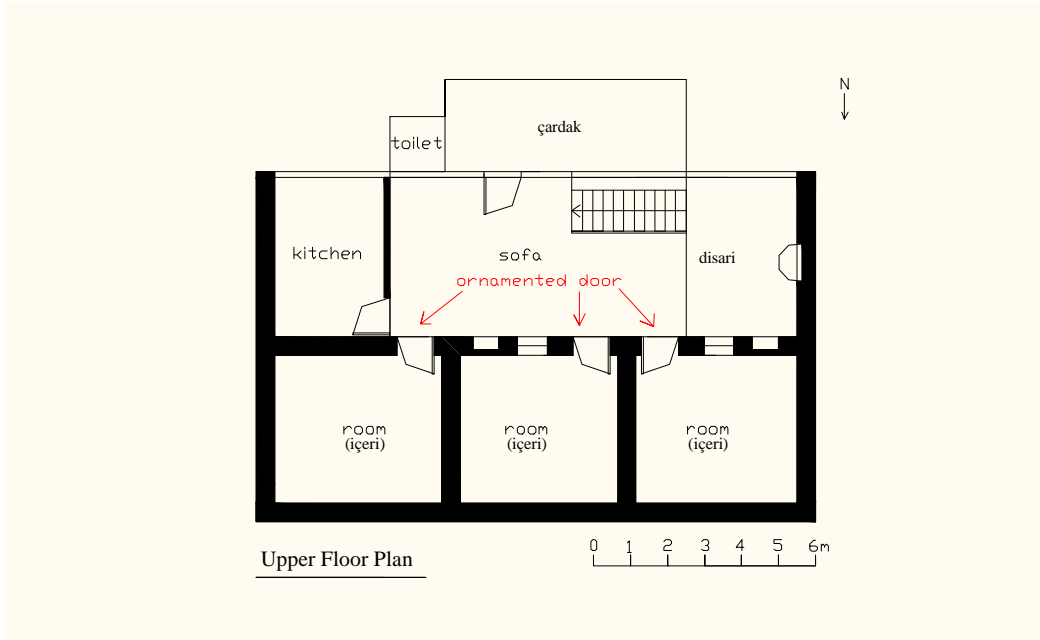 N
çardak
toilet
kitchen
sofa
disari
ornamented door
room
(içeri)
room
(içeri)
room
(içeri)
Upper Floor Plan
0 1 2 3 4 5 6m